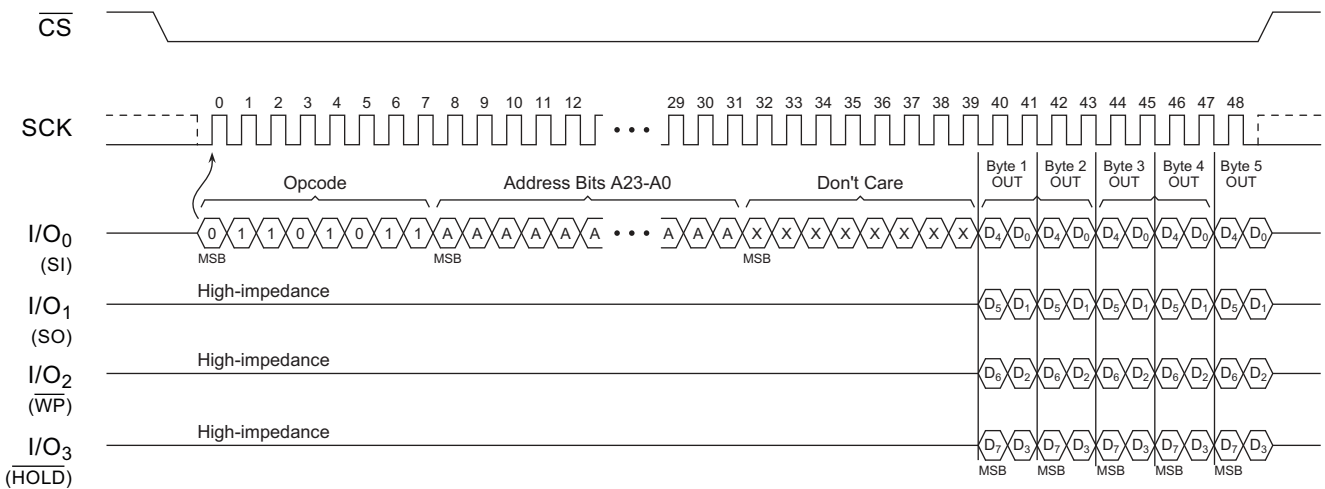 CS
SCK
0 1 2 3 4 5 6 7 8 9 10 11 12 29 30 31 32 33 34 35 36 37 38 39 40 41 42 43 44 45 46 47 48
Opcode Address Bits A23-A0 Don't Care
Byte 1 OUT Byte 2 OUT Byte 3 OUT Byte 4 OUT Byte 5 OUT
I/O0 (SI)
0 1 1 0 1 0 1 1 A A A A A A ••• A A A X X X X X X X X D4 D0 D4 D0 D4 D0 D4 D0 D4 D0
MSB MSB MSB
I/O1 (SO)
High-impedance
D5 D1 D5 D1 D5 D1 D5 D1 D5 D1
I/O2 (WP)
High-impedance
D6 D2 D6 D2 D6 D2 D6 D2 D6 D2
I/O3 (HOLD)
High-impedance
D7 D3 D7 D3 D7 D3 D7 D3 D7 D3
MSB MSB MSB MSB MSB